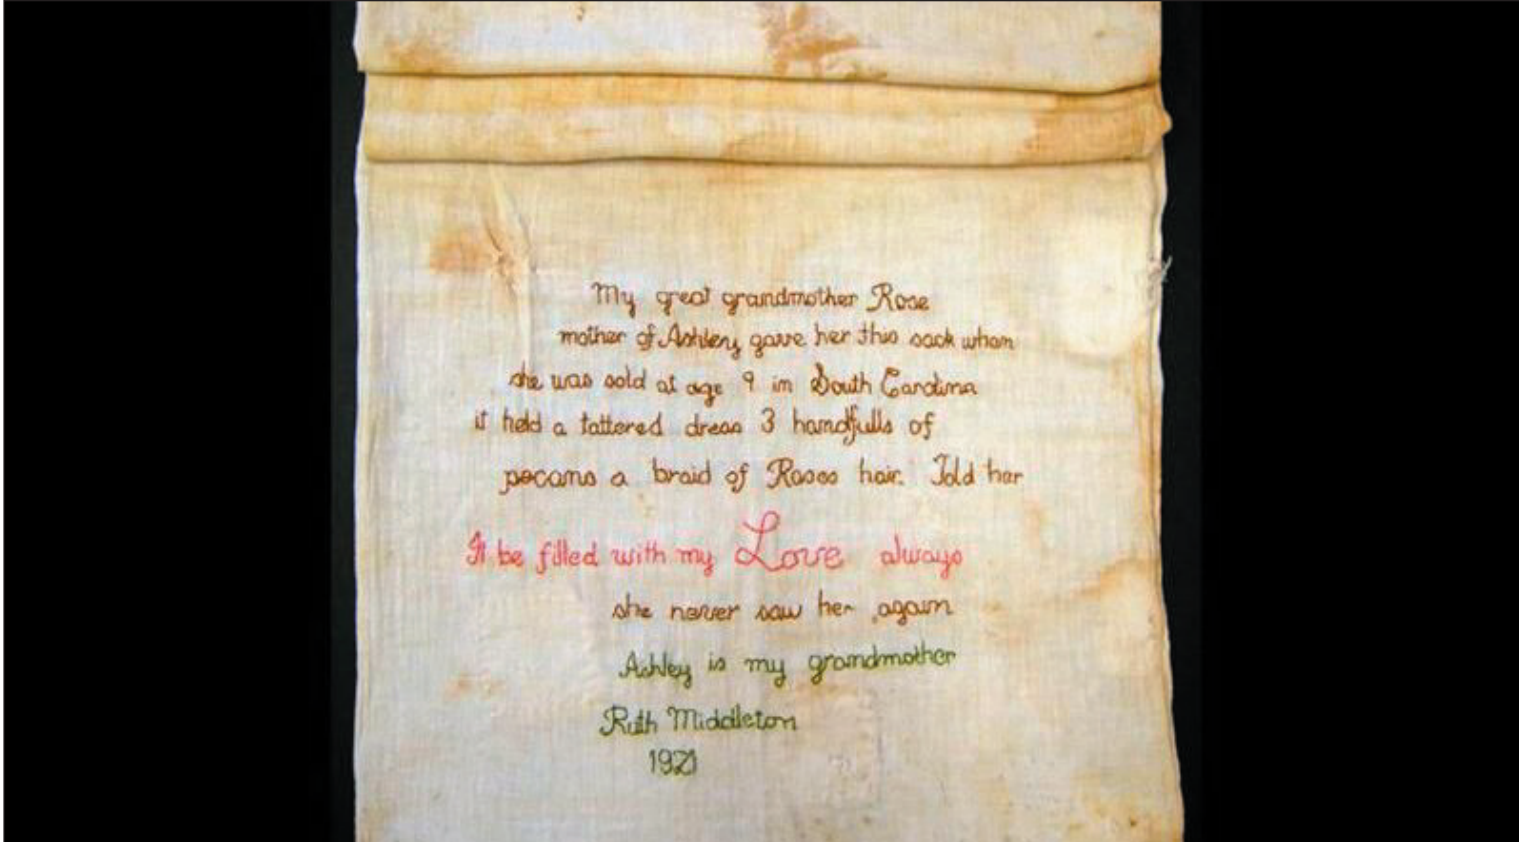 My great grandmother Rose
mother of Ashley gave her this sack when
she was sold at age 9 in South Carolina
it held a tattered dress 3 handfulls of
pecans a braid of Roses hair. Told her
It be filled with my Love always
she never saw her again
Ashley is my grandmother
Ruth Middleton
1921